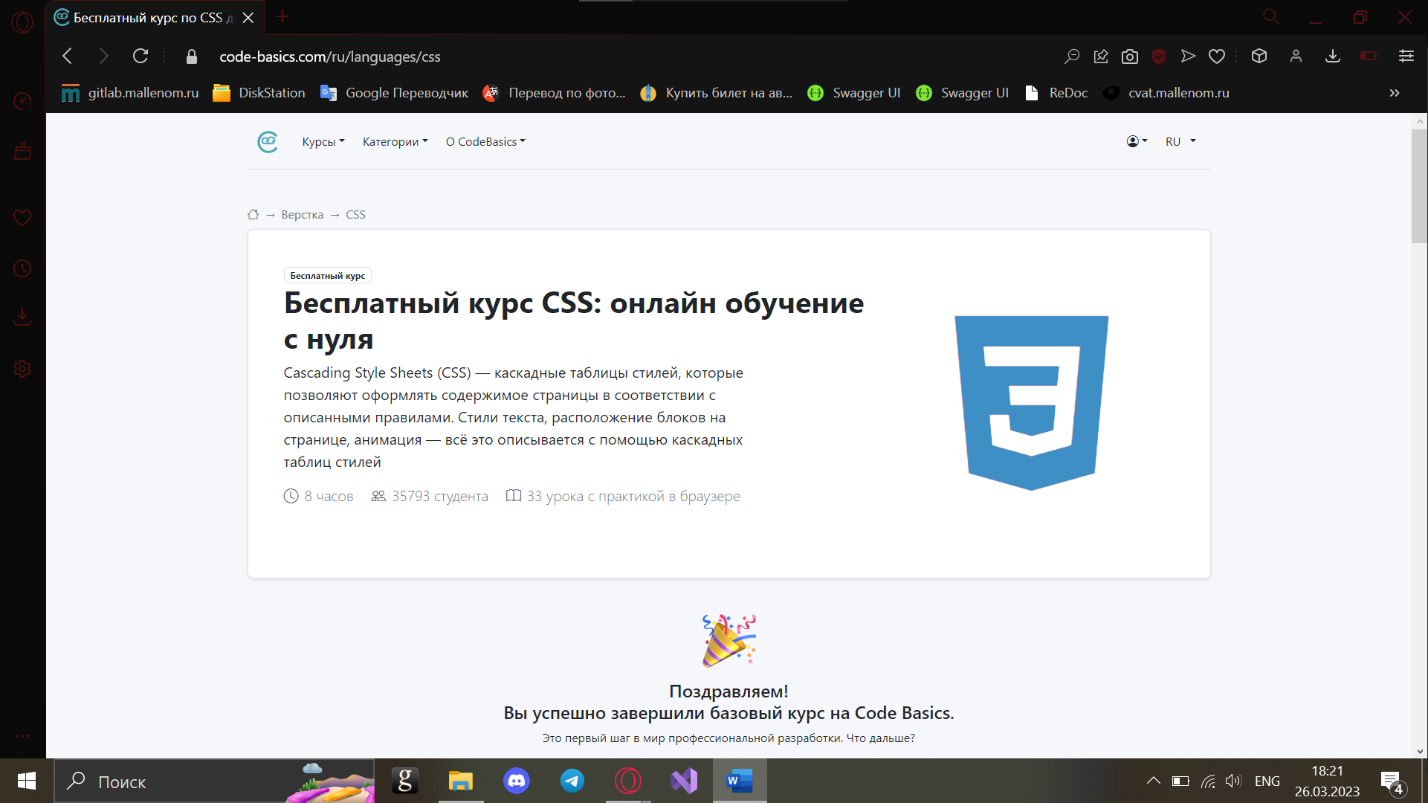 Бесплатный курс по CSS д
code-basics.com/ru/languages/css
gitlab.mallenom.ru DiskStation Google Переводчик Перевод по фото... Купить билет на ав... Swagger UI Swagger UI ReDoc cvat.mallenom.ru »
Курсы Категории О CodeBasics RU
→ Верстка → CSS
Бесплатный курс
Бесплатный курс CSS: онлайн обучение
с нуля
Cascading Style Sheets (CSS) — каскадные таблицы стилей, которые
позволяют оформлять содержимое страницы в соответствии с
описанными правилами. Стили текста, расположение блоков на
странице, анимация — всё это описывается с помощью каскадных
таблиц стилей
8 часов 35793 студента 33 урока с практикой в браузере
Поздравляем!
Вы успешно завершили базовый курс на Code Basics.
Это первый шаг в мир профессиональной разработки. Что дальше?
Поиск g W ENG 18:21
26.03.2023 4